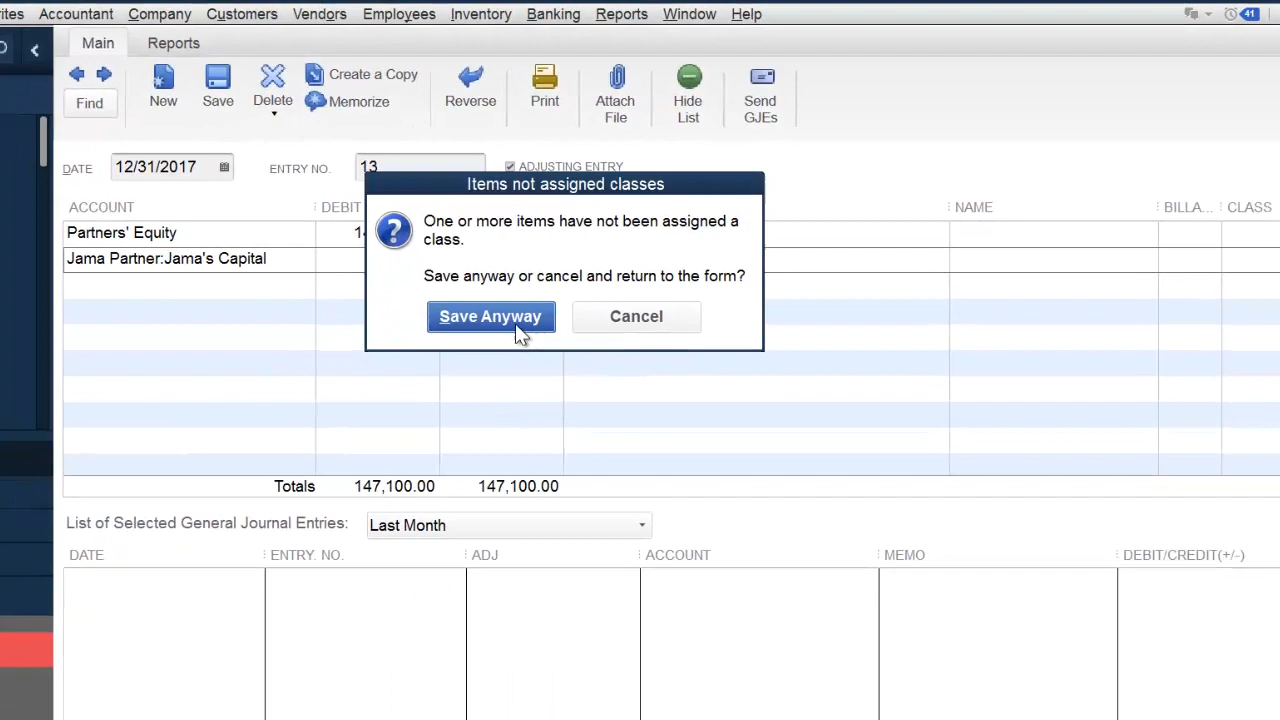 Accountant Company Customers Vendors Employees Inventory Banking Reports Window Help 41
Main Reports
Find New Save Delete Create a Copy Memorize Reverse Print Attach File Hide List Send GJEs
DATE 12/31/2017 ENTRY NO. 13 ADJUSTING ENTRY
Items not assigned classes
One or more items have not been assigned a
class.
Save anyway or cancel and return to the form?
Save Anyway Cancel
ACCOUNT DEBIT NAME BILLA... CLASS
Partners' Equity
Jama Partner:Jama's Capital
Totals 147,100.00 147,100.00
List of Selected General Journal Entries: Last Month
DATE ENTRY. NO. ADJ ACCOUNT MEMO DEBIT/CREDIT(+/-)